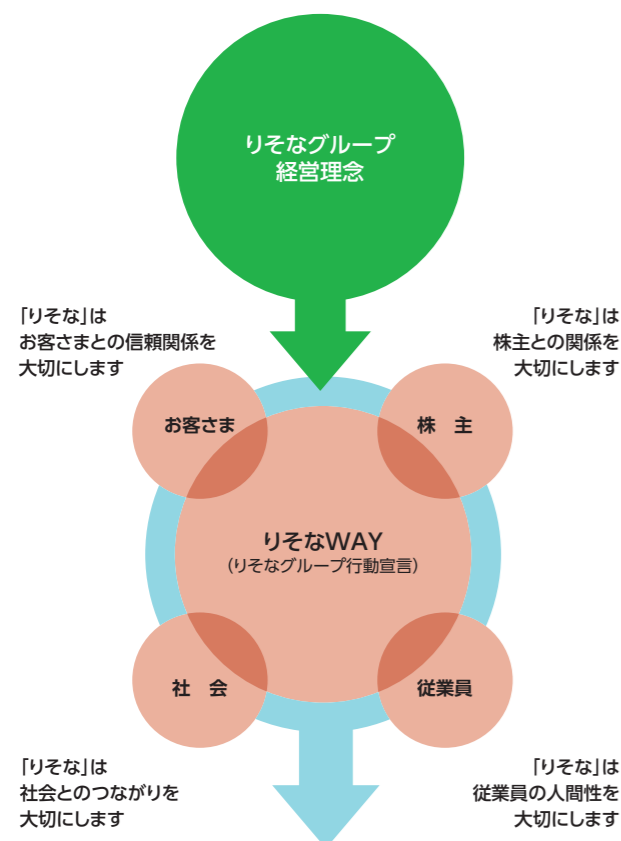 りそなグループ
経営理念
「りそな」は
お客さまとの信頼関係を
大切にします
「りそな」は
株主との関係を
大切にします
お客さま
株　主
りそなWAY
(りそなグループ行動宣言)
社　会
従業員
「りそな」は
社会とのつながりを
大切にします
「りそな」は
従業員の人間性を
大切にします